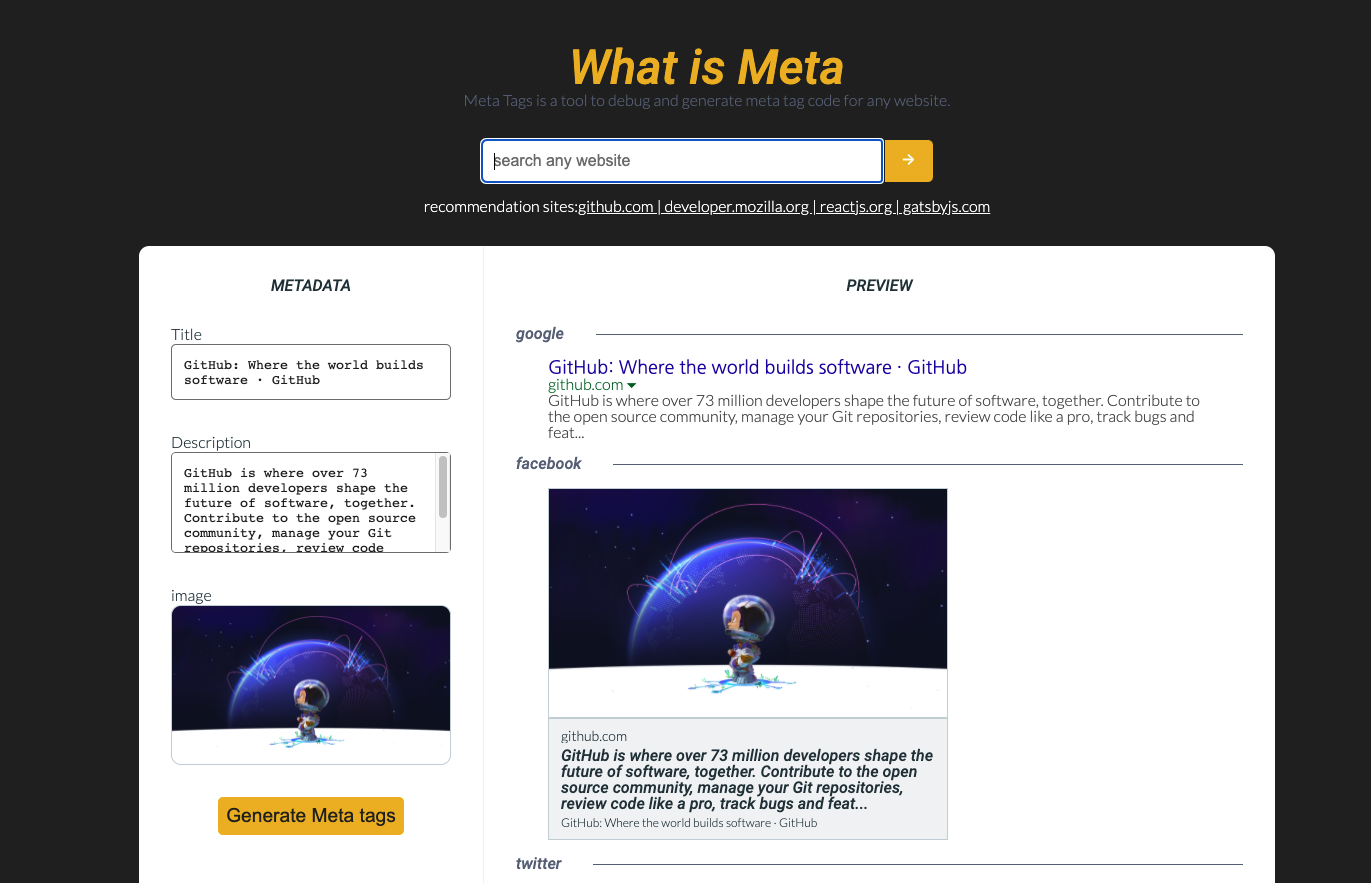 What is Meta
Meta Tags is a tool to debug and generate meta tag code for any website.
search any website
recommendation sites:github.com | developer.mozilla.org | reactjs.org | gatsbyjs.com
METADATA
Title
GitHub: Where the world builds
software · GitHub
Description
GitHub is where over 73
million developers shape the
future of software, together.
Contribute to the open source
community, manage your Git
repositories, review code
image
Generate Meta tags
PREVIEW
google
GitHub: Where the world builds software · GitHub
github.com
GitHub is where over 73 million developers shape the future of software, together. Contribute to
the open source community, manage your Git repositories, review code like a pro, track bugs and
feat...
facebook
github.com
GitHub is where over 73 million developers shape the
future of software, together. Contribute to the open
source community, manage your Git repositories,
review code like a pro, track bugs and feat...
GitHub: Where the world builds software · GitHub
twitter